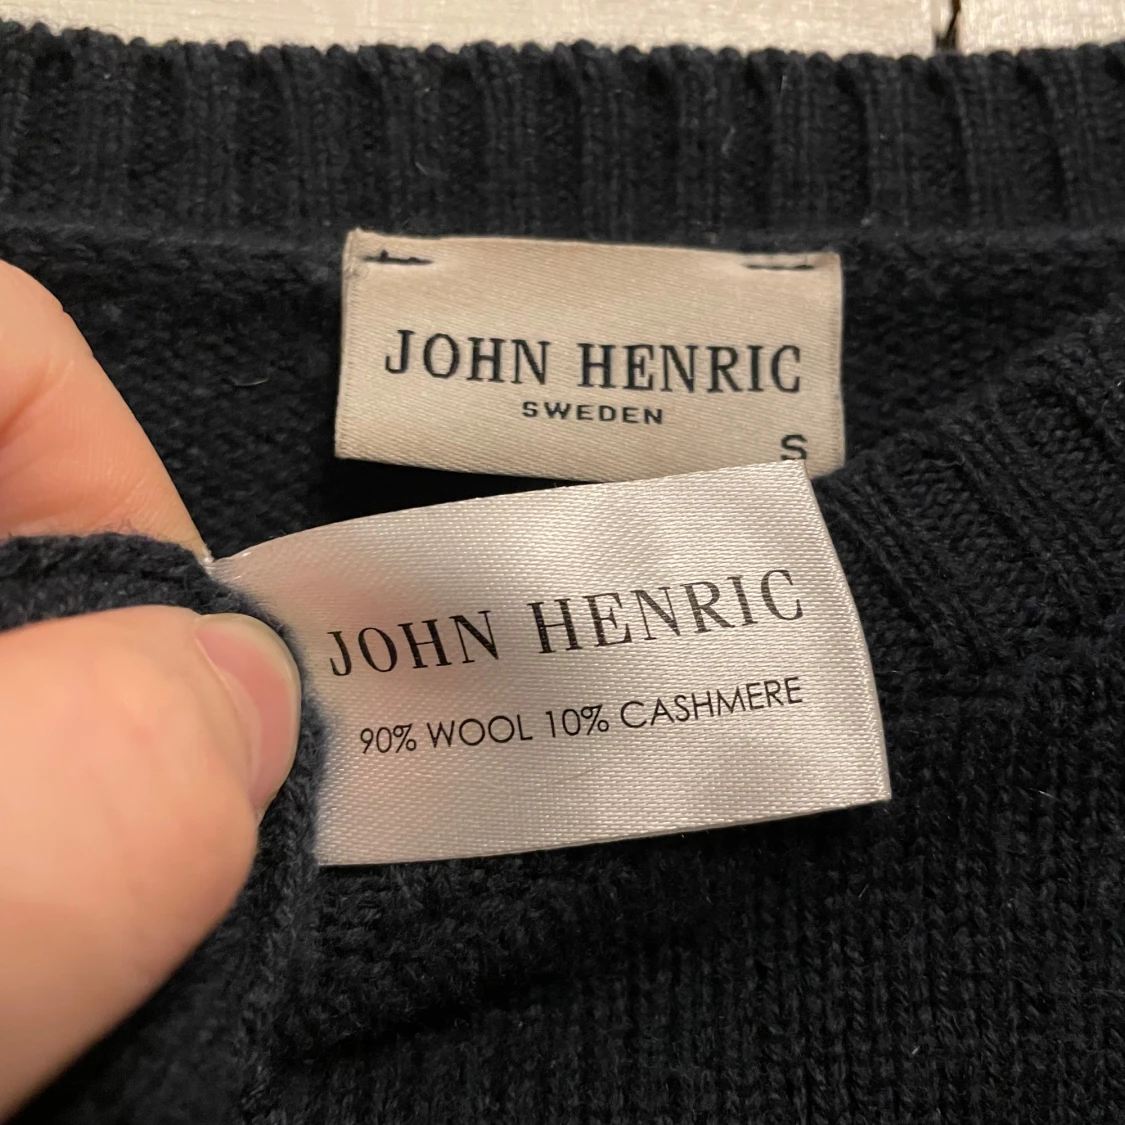 JOHN HENRIC
SWEDEN
S
JOHN HENRIC
90% WOOL 10% CASHMERE